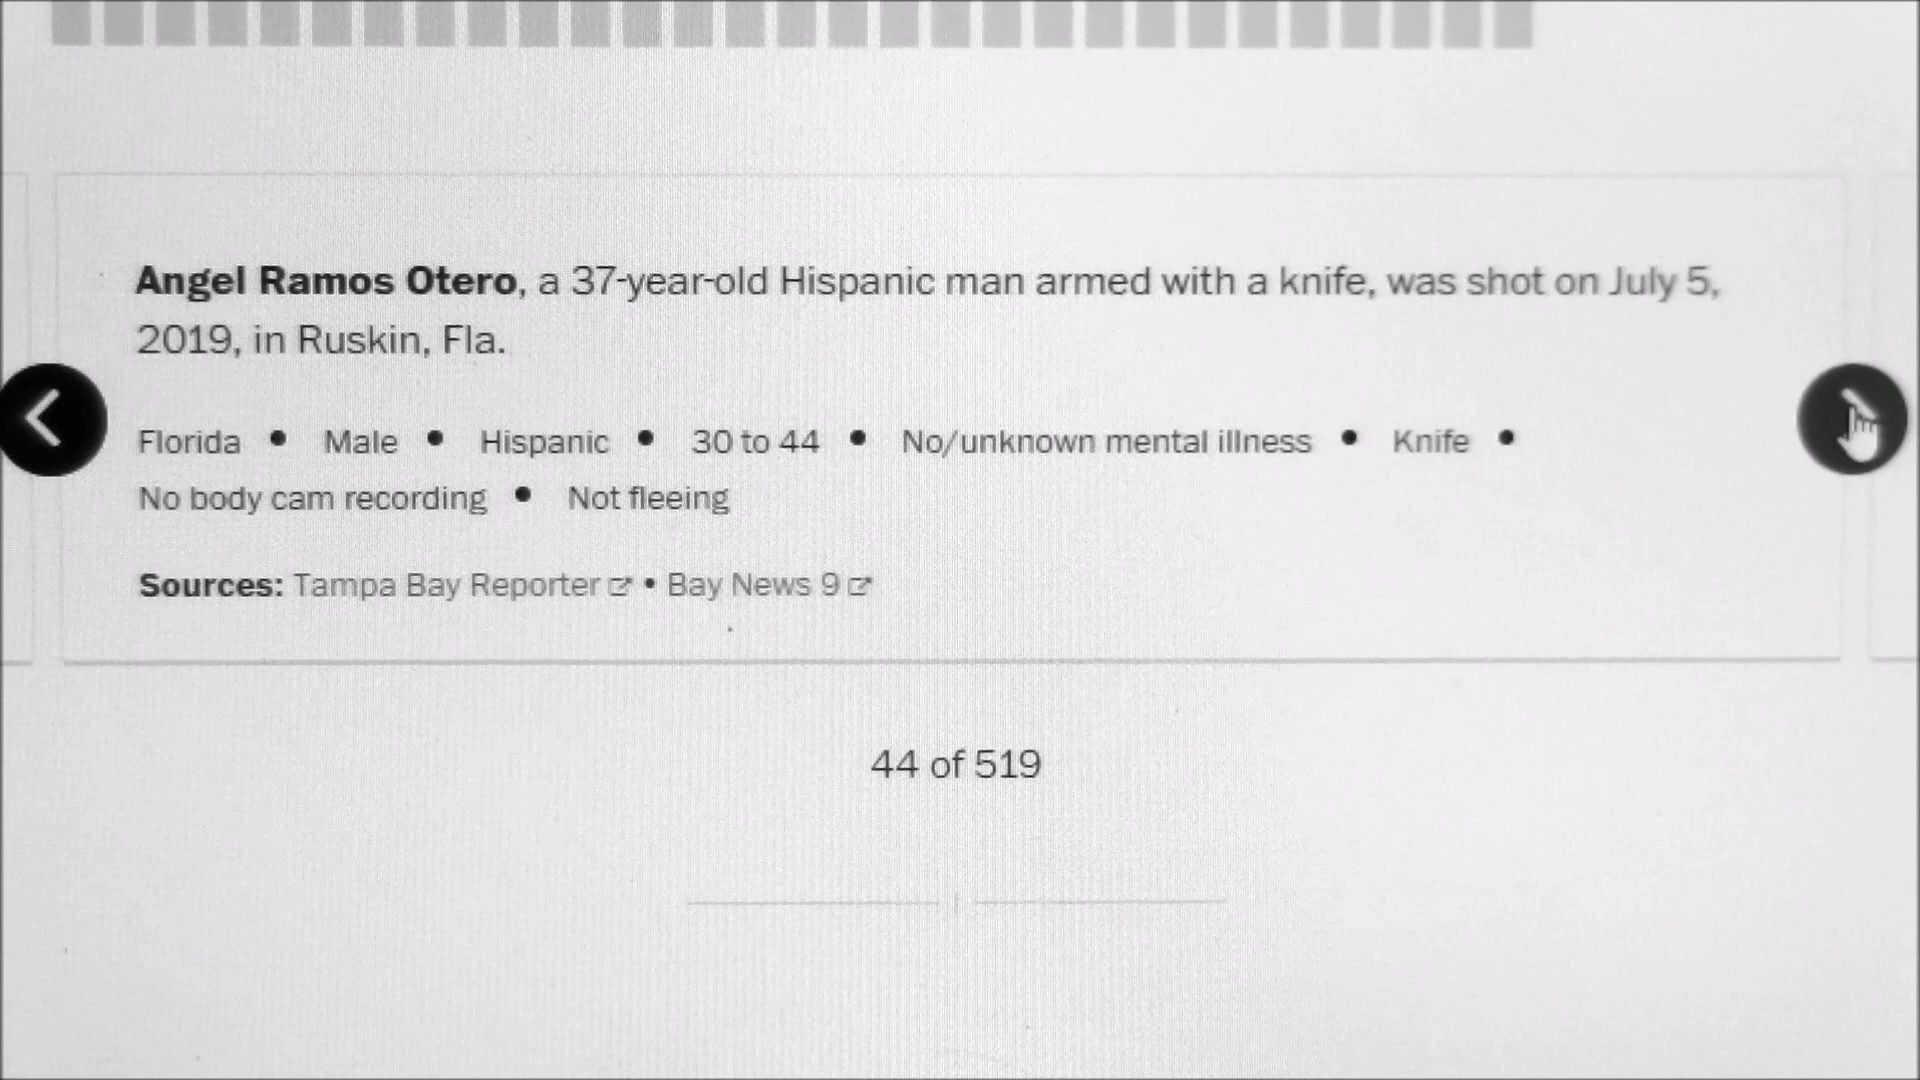 Angel Ramos Otero, a 37-year-old Hispanic man armed with a knife, was shot on July 5,
2019, in Ruskin, Fla.
Florida • Male • Hispanic • 30 to 44 • No/unknown mental illness • Knife •
No body cam recording • Not fleeing
Sources: Tampa Bay Reporter • Bay News 9
44 of 519